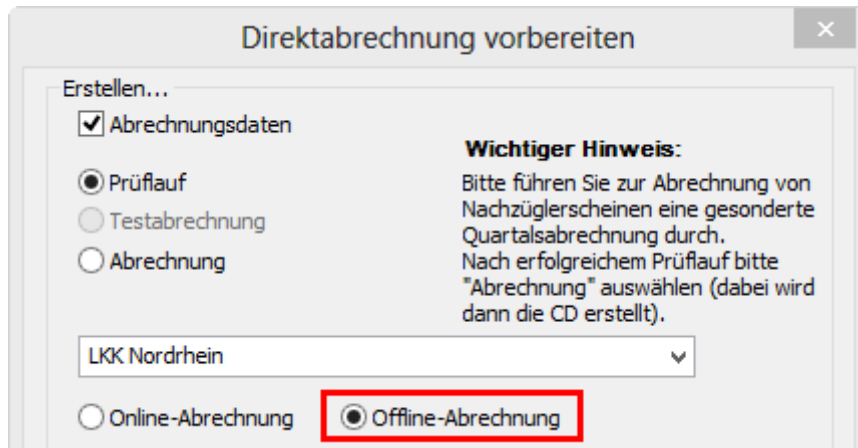 Direktabrechnung vorbereiten
Erstellen...
Abrechnungsdaten
Prüflauf
Testabrechnung
Abrechnung
Wichtiger Hinweis:
Bitte führen Sie zur Abrechnung von
Nachzüglerscheinen eine gesonderte
Quartalsabrechnung durch.
Nach erfolgreichem Prüflauf bitte
"Abrechnung" auswählen (dabei wird
dann die CD erstellt).
LKK Nordrhein
Online-Abrechnung
Offline-Abrechnung